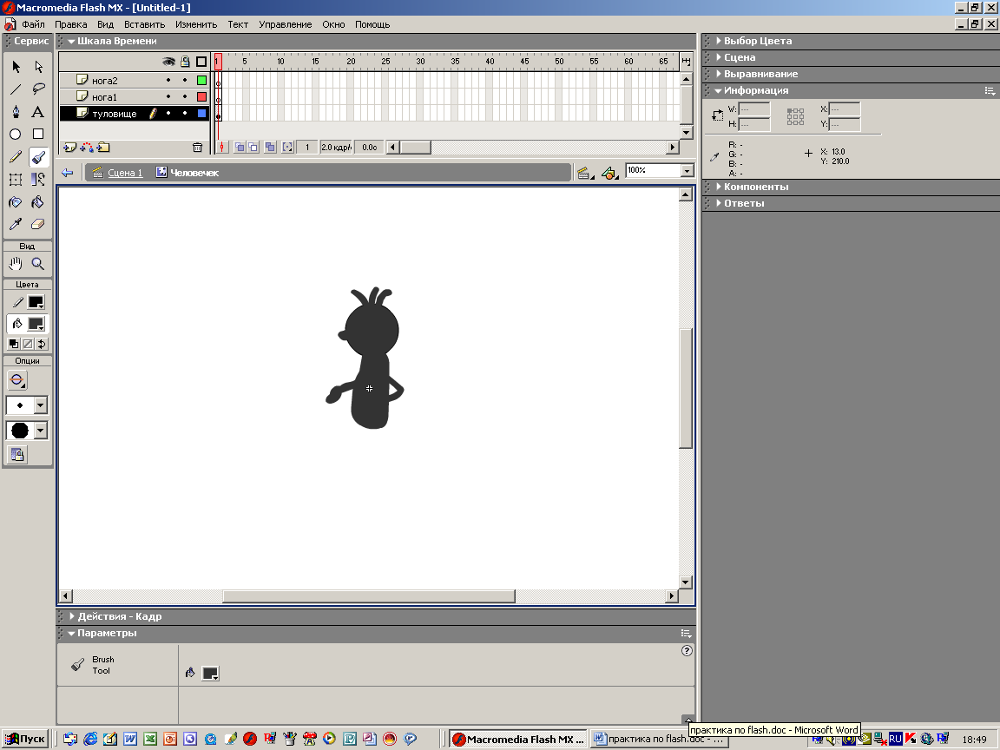 Macromedia Flash MX - [Untitled-1]
Файл Правка Вид Вставить Изменить Тект Управление Окно Помощь
Сервис
Шкала Времени
1 5 10 15 20 25 30 35 40 45 50 55 60 65
нога2
нога1
туловище
1 2.0 кдр/ 0.0с
Сцена 1 Человечек 100%
Вид
Цвета
Опции
Действия - Кадр
Параметры
Brush
Tool
Выбор Цвета
Сцена
Выравнивание
Информация
W: --- X: ---
H: --- Y: ---
R: -
G: - X: 13.0
B: - Y: 210.0
A: -
Компоненты
Ответы
практика по flash.doc - Microsoft Word
Пуск Macromedia Flash MX ... практика по flash.doc - ... RU 18:49